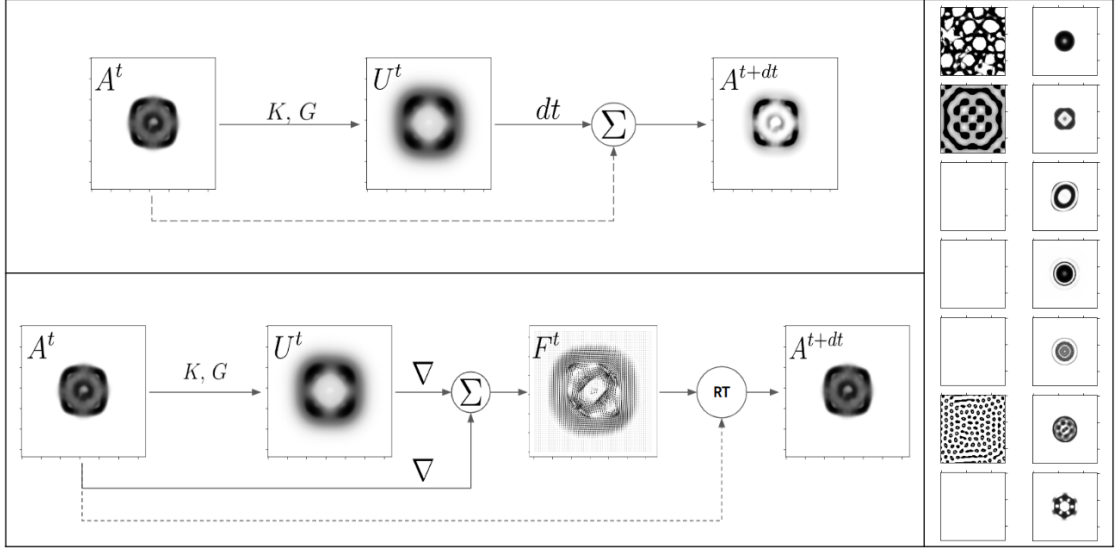 A^t
K, G
U^t
dt
Σ
A^{t+dt}
A^t
K, G
U^t
∇
∇
Σ
F^t
RT
A^{t+dt}